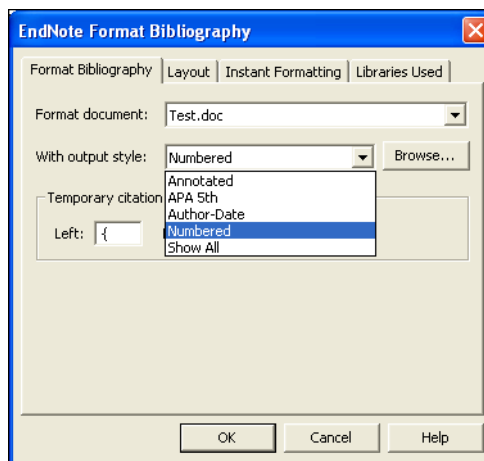 EndNote Format Bibliography
Format Bibliography Layout Instant Formatting Libraries Used
Format document: Test.doc
With output style: Numbered Browse...
Annotated
Temporary citation APA 5th
Author-Date
Left: { Numbered
Show All
OK Cancel Help